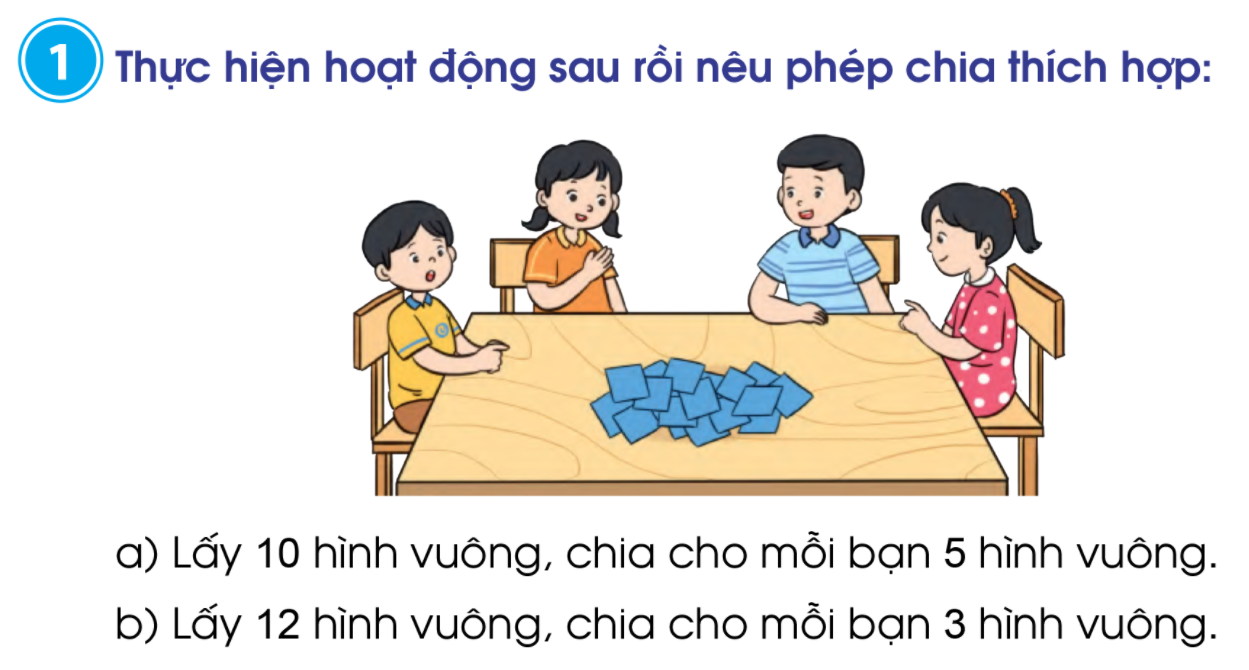 1 Thực hiện hoạt động sau rồi nêu phép chia thích hợp:
a) Lấy 10 hình vuông, chia cho mỗi bạn 5 hình vuông.
b) Lấy 12 hình vuông, chia cho mỗi bạn 3 hình vuông.